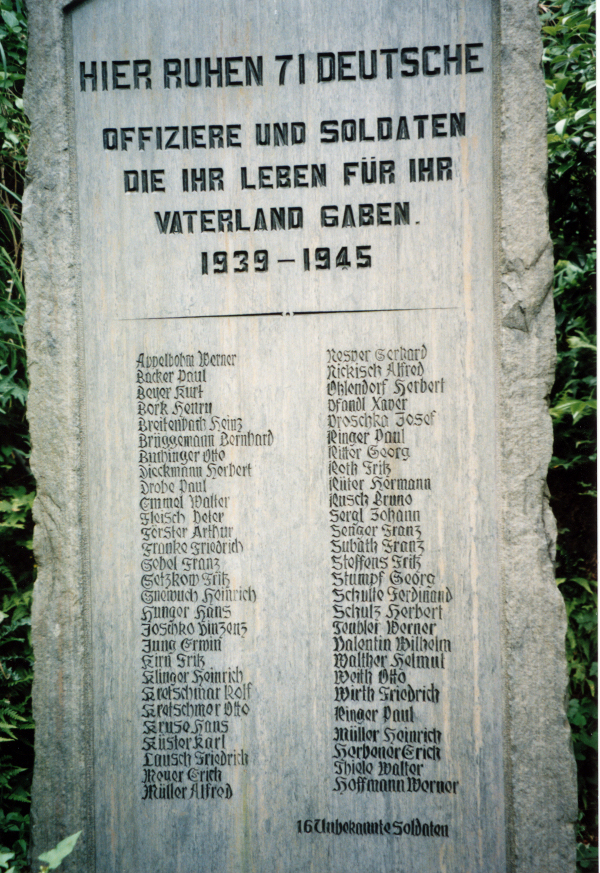 HIER RUHEN 71 DEUTSCHE
OFFIZIERE UND SOLDATEN
DIE IHR LEBEN FÜR IHR
VATERLAND GABEN.
1939 – 1945
Appelbohm Werner
Backer Paul
Beyer Kurt
Bork Henry
Breitenbach Heinz
Brüggemann Bernhard
Buchinger Otto
Dieckmann Herbert
Drobe Paul
Emmel Walter
Fleisch Peter
Förster Arthur
Franke Friedrich
Gobel Franz
Getzkow Fritz
Gnewuch Heinrich
Hunger Hans
Joschko Vinzenz
Jung Erwin
Kirn Fritz
Klinger Heinrich
Kretschmar Rolf
Kretschmer Otto
Kruse Hans
Küster Karl
Lausch Friedrich
Meyer Erich
Müller Alfred
Nesper Gerhard
Nickisch Alfred
Ohlendorf Herbert
Pfandl Xaver
Proschka Josef
Ringer Paul
Ritter Georg
Roth Fritz
Rüter Hermann
Rusch Bruno
Sergl Johann
Senger Franz
Subath Franz
Steffens Fritz
Stumpf Georg
Schulte Ferdinand
Schulz Herbert
Teubler Werner
Valentin Wilhelm
Walther Helmut
Weith Otto
Wirth Friedrich
Ringer Paul
Müller Heinrich
Herbener Erich
Thiele Walter
Hoffmann Werner
16 Unbekannte Soldaten